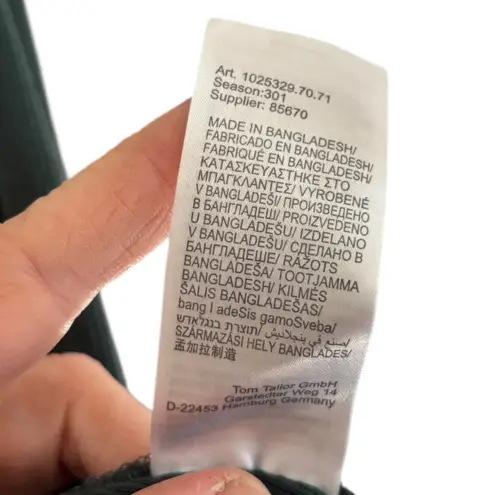 Art. 1025329.70.71
Season:301
Supplier: 85670
MADE IN BANGLADESH/
FABRICADO EN BANGLADESH/
FABRIQUÉ EN BANGLADESH/
ΚΑΤΑΣΚΕΥΑΣΤΗΚΕ ΣΤΟ
ΜΠΑΓΚΛΑΝΤΕΣ/ VYROBENÉ
V BANGLADEŠI/ ПРОИЗВЕДЕНО
В БАНГЛАДЕШ/ PROIZVEDENO
U BANGLADEŠU/ IZDELANO
V BANGLADEŠU/ СДЕЛАНО В
БАНГЛАДЕШЕ/ RAŽOTS
BANGLADEŠA/ TOOTJAMMA
BANGLADESH/ KILMĖS
ŠALIS BANGLADEŠAS/
bang l adeSis gamoSveba/
صنع في بنجلاديش/ תוצרת בנגלאדש/
SZÁRMAZÁSI HELY BANGLADES/
孟加拉制造
Tom Tailor GmbH
Garstedter Weg 14
D-22453 Hamburg Germany